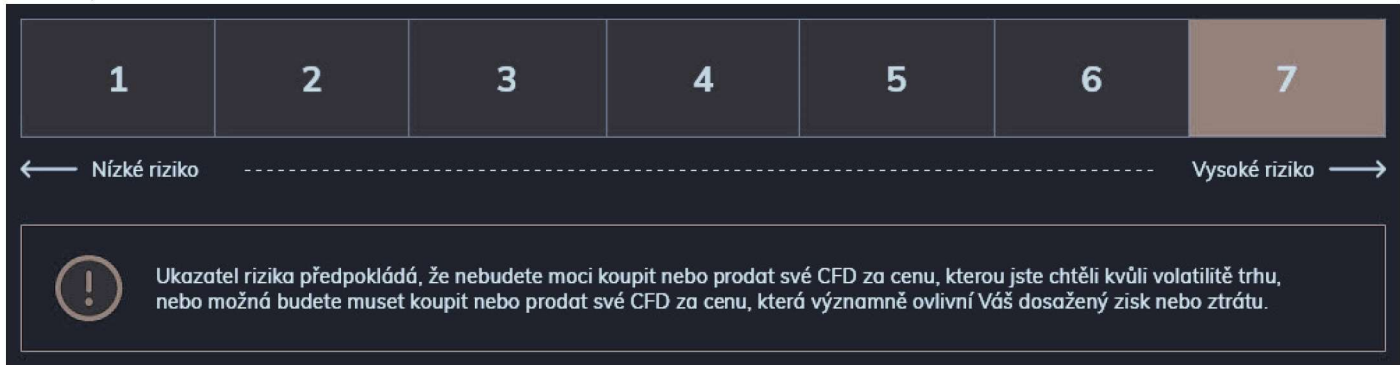 1 2 3 4 5 6 7
Nízké riziko Vysoké riziko
Ukazatel rizika předpokládá, že nebudete moci koupit nebo prodat své CFD za cenu, kterou jste chtěli kvůli volatilitě trhu,
nebo možná budete muset koupit nebo prodat své CFD za cenu, která významně ovlivní Váš dosažený zisk nebo ztrátu.